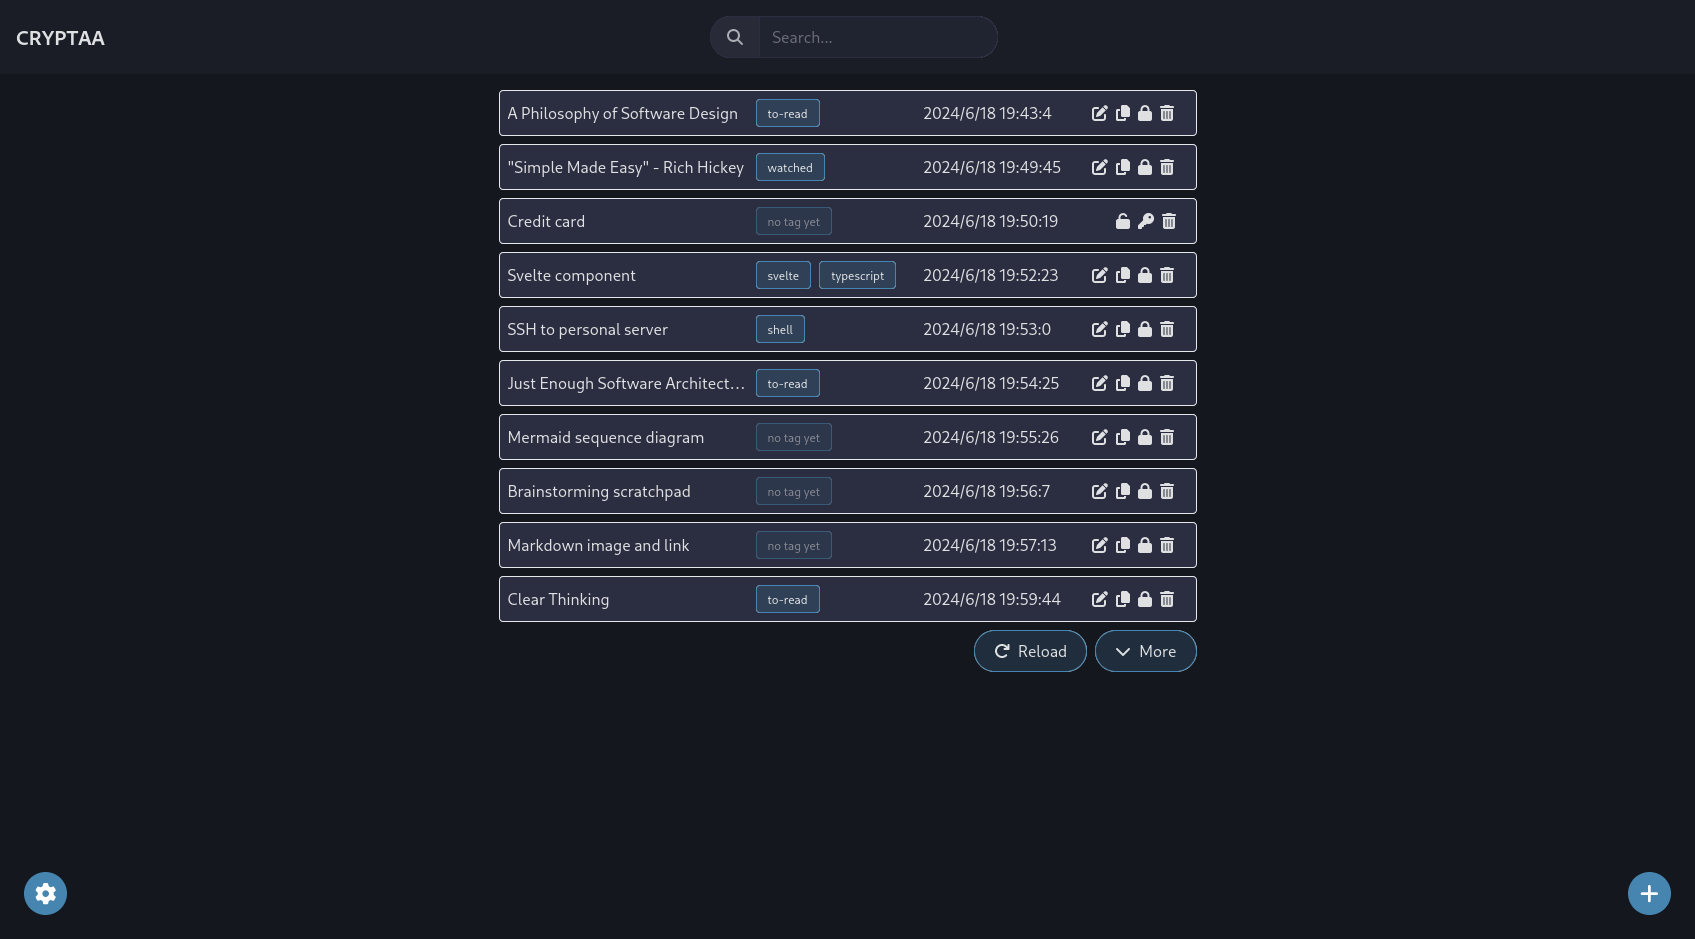 CRYPTAA
Search...
A Philosophy of Software Design to-read 2024/6/18 19:43:4
"Simple Made Easy" - Rich Hickey watched 2024/6/18 19:49:45
Credit card no tag yet 2024/6/18 19:50:19
Svelte component svelte typescript 2024/6/18 19:52:23
SSH to personal server shell 2024/6/18 19:53:0
Just Enough Software Architect... to-read 2024/6/18 19:54:25
Mermaid sequence diagram no tag yet 2024/6/18 19:55:26
Brainstorming scratchpad no tag yet 2024/6/18 19:56:7
Markdown image and link no tag yet 2024/6/18 19:57:13
Clear Thinking to-read 2024/6/18 19:59:44
Reload More